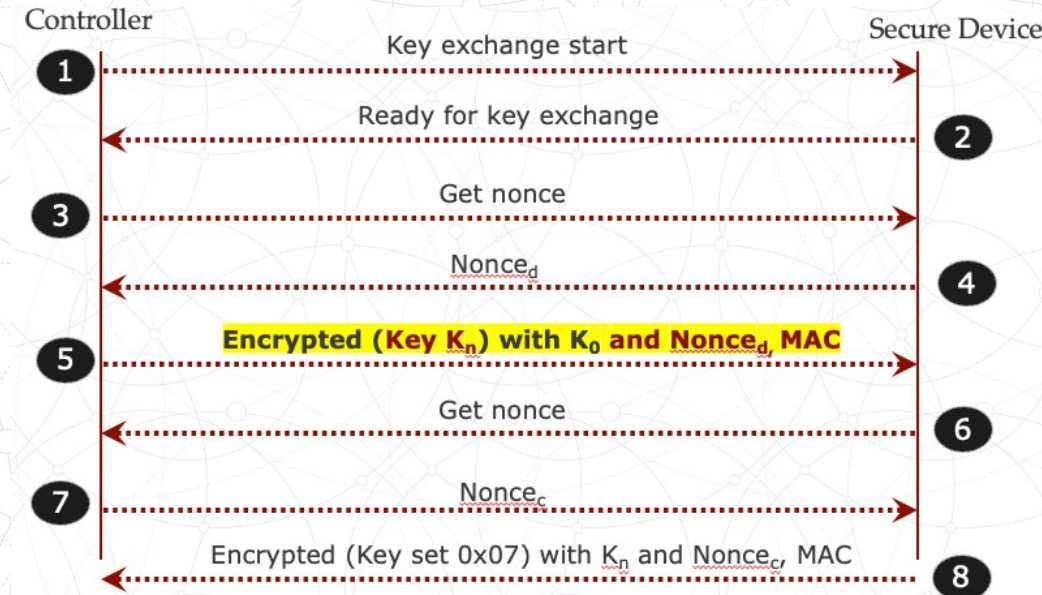 Controller
Secure Device
1
Key exchange start
Ready for key exchange
2
3
Get nonce
Nonce_d
4
Encrypted (Key K_n) with K_0 and Nonce_d, MAC
5
Get nonce
6
7
Nonce_c
Encrypted (Key set 0x07) with K_n and Nonce_c, MAC
8